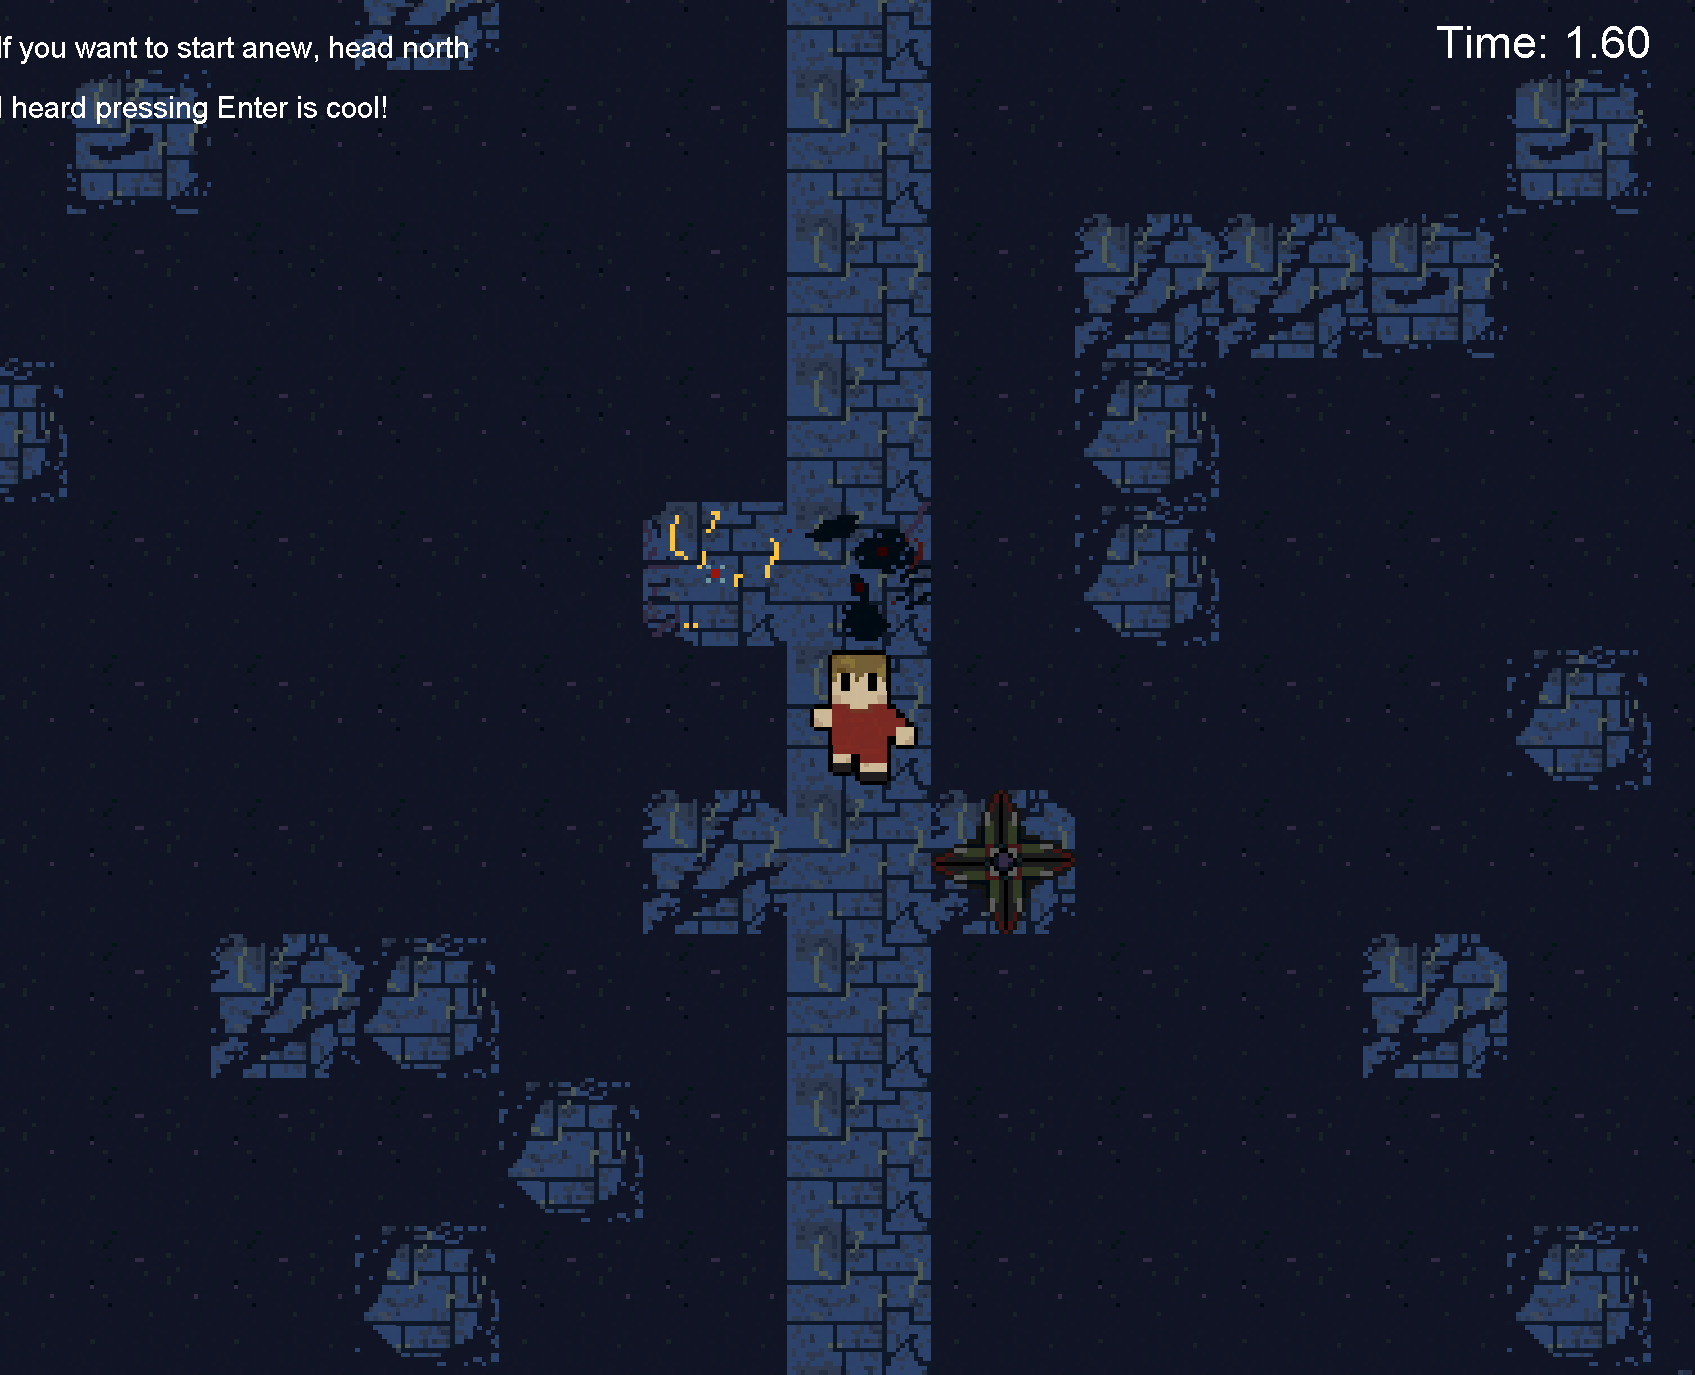 If you want to start anew, head north
I heard pressing Enter is cool!
Time: 1.60